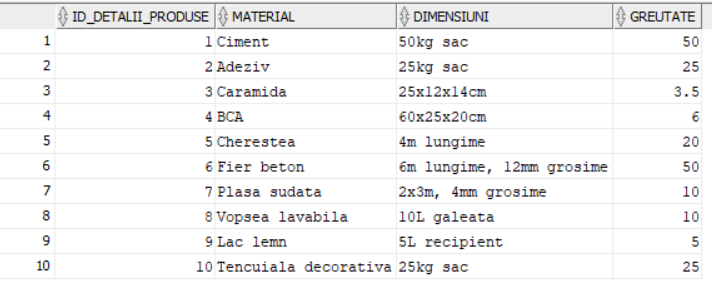 ID_DETALII_PRODUSE MATERIAL DIMENSIUNI GREUTATE
1 1 Ciment 50kg sac 50
2 2 Adeziv 25kg sac 25
3 3 Caramida 25x12x14cm 3.5
4 4 BCA 60x25x20cm 6
5 5 Cherestea 4m lungime 20
6 6 Fier beton 6m lungime, 12mm grosime 50
7 7 Plasa sudata 2x3m, 4mm grosime 10
8 8 Vopsea lavabila 10L galeata 10
9 9 Lac lemn 5L recipient 5
10 10 Tencuiala decorativa 25kg sac 25